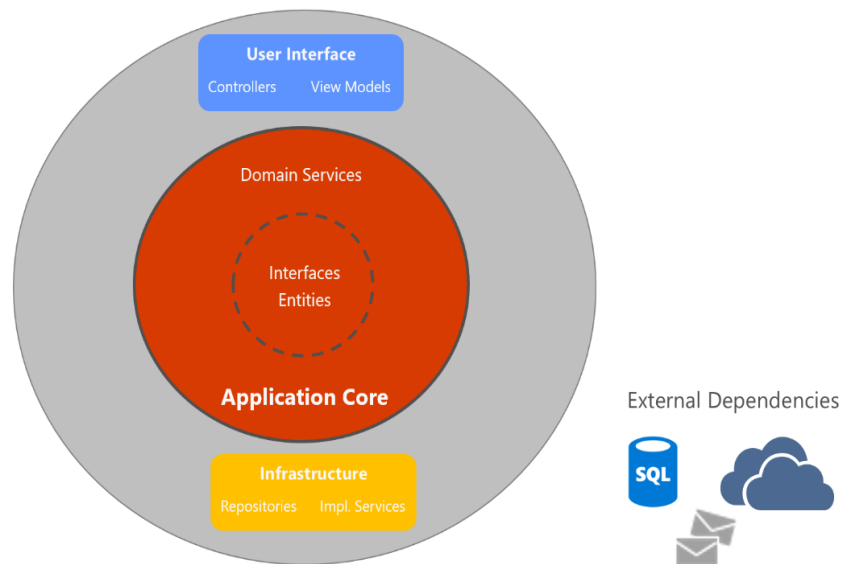 User Interface
Controllers View Models
Domain Services
Interfaces
Entities
Application Core
Infrastructure
Repositories Impl. Services
External Dependencies
SQL